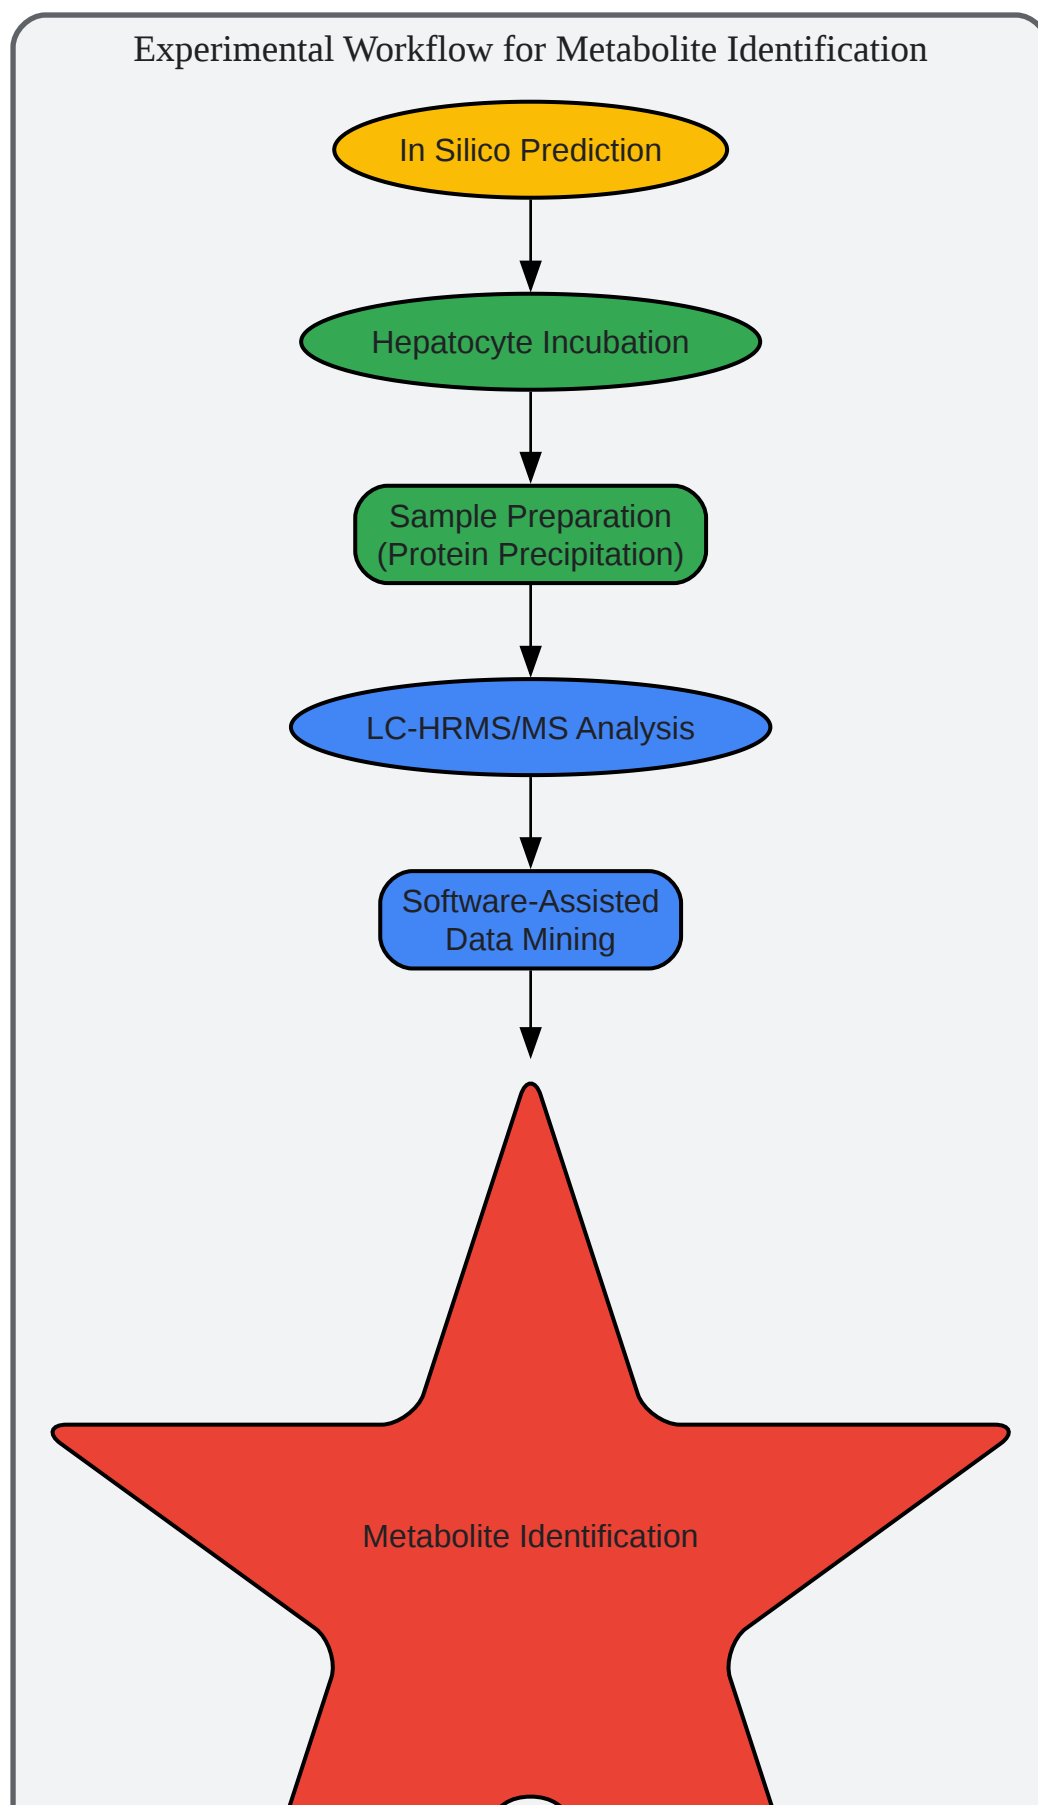 Experimental Workflow for Metabolite Identification
In Silico Prediction
Hepatocyte Incubation
Sample Preparation
(Protein Precipitation)
LC-HRMS/MS Analysis
Software-Assisted
Data Mining
Metabolite Identification